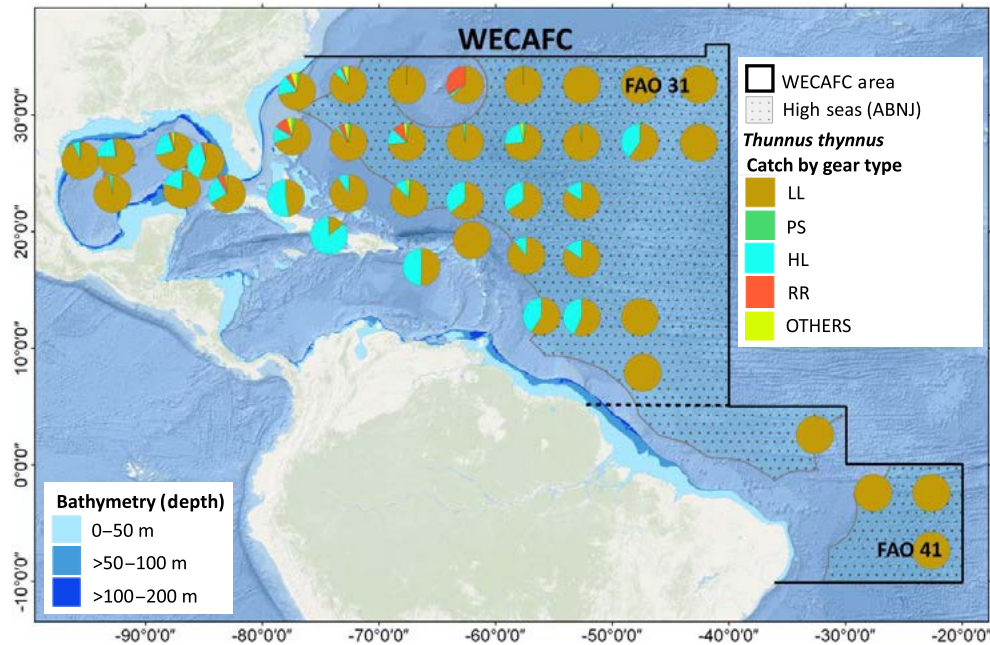 WECAFC
FAO 31
WECAFC area
High seas (ABNJ)
Thunnus thynnus
Catch by gear type
LL
PS
HL
RR
OTHERS
30°0'0"
20°0'0"
10°0'0"
0°0'0"
-10°0'0"
FAO 41
Bathymetry (depth)
0–50 m
>50–100 m
>100–200 m
-90°0'0"
-80°0'0"
-70°0'0"
-60°0'0"
-50°0'0"
-40°0'0"
-30°0'0"
-20°0'0"